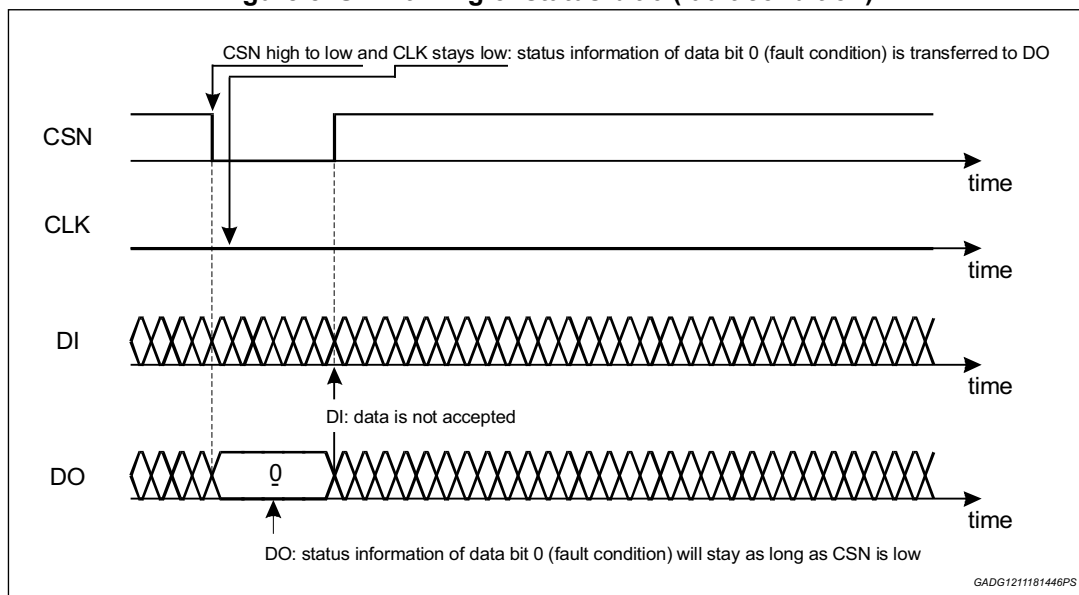 CSN high to low and CLK stays low: status information of data bit 0 (fault condition) is transferred to DO
CSN
time
CLK
time
DI
time
DI: data is not accepted
DO
0
time
DO: status information of data bit 0 (fault condition) will stay as long as CSN is low
GADG1211181446PS